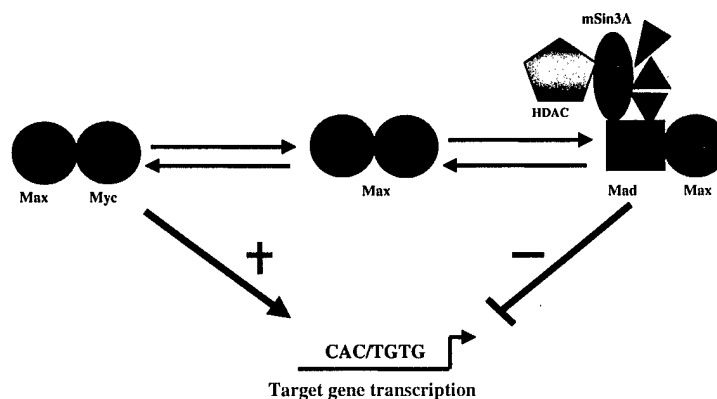 mSin3A
HDAC
Max Myc
Max
Mad Max
+
−
CAC/TGTG
Target gene transcription